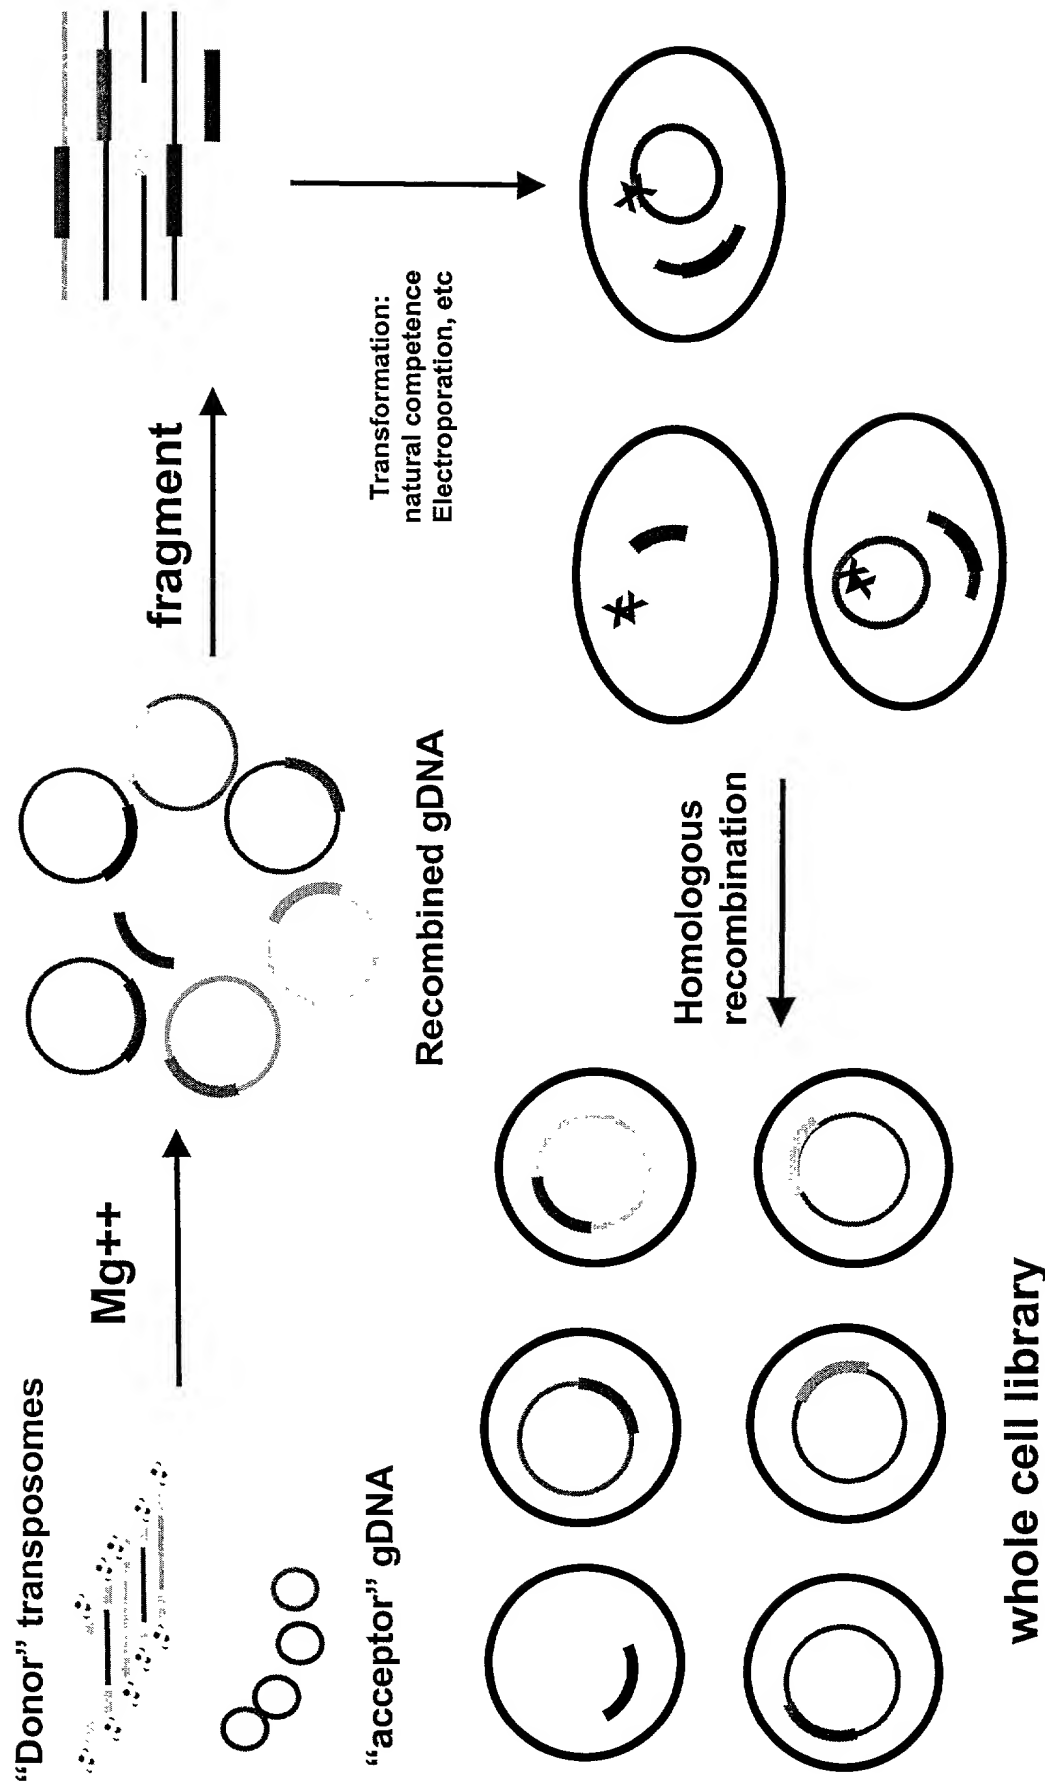 “Donor” transposomes
“acceptor” gDNA
Mg++
Recombined gDNA
fragment
Transformation:
natural competence
Electroporation, etc
Homologous
recombination
whole cell library